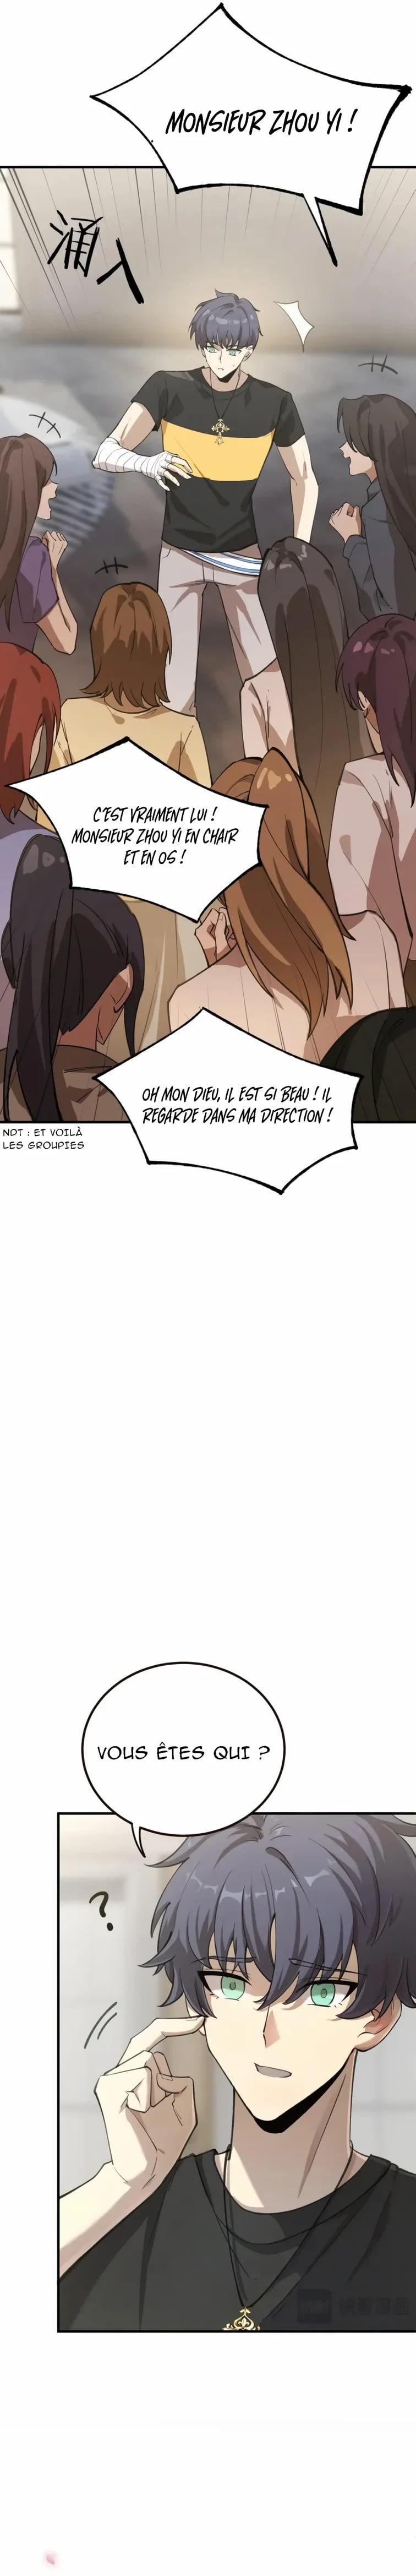 MONSIEUR ZHOU YI !
涌入
C'EST VRAIMENT LUI !
MONSIEUR ZHOU YI EN CHAIR
ET EN OS !
OH MON DIEU, IL EST SI BEAU ! IL
REGARDE DANS MA DIRECTION !
NDT : ET VOILÀ
LES GROUPIES
VOUS ÊTES QUI ?
?